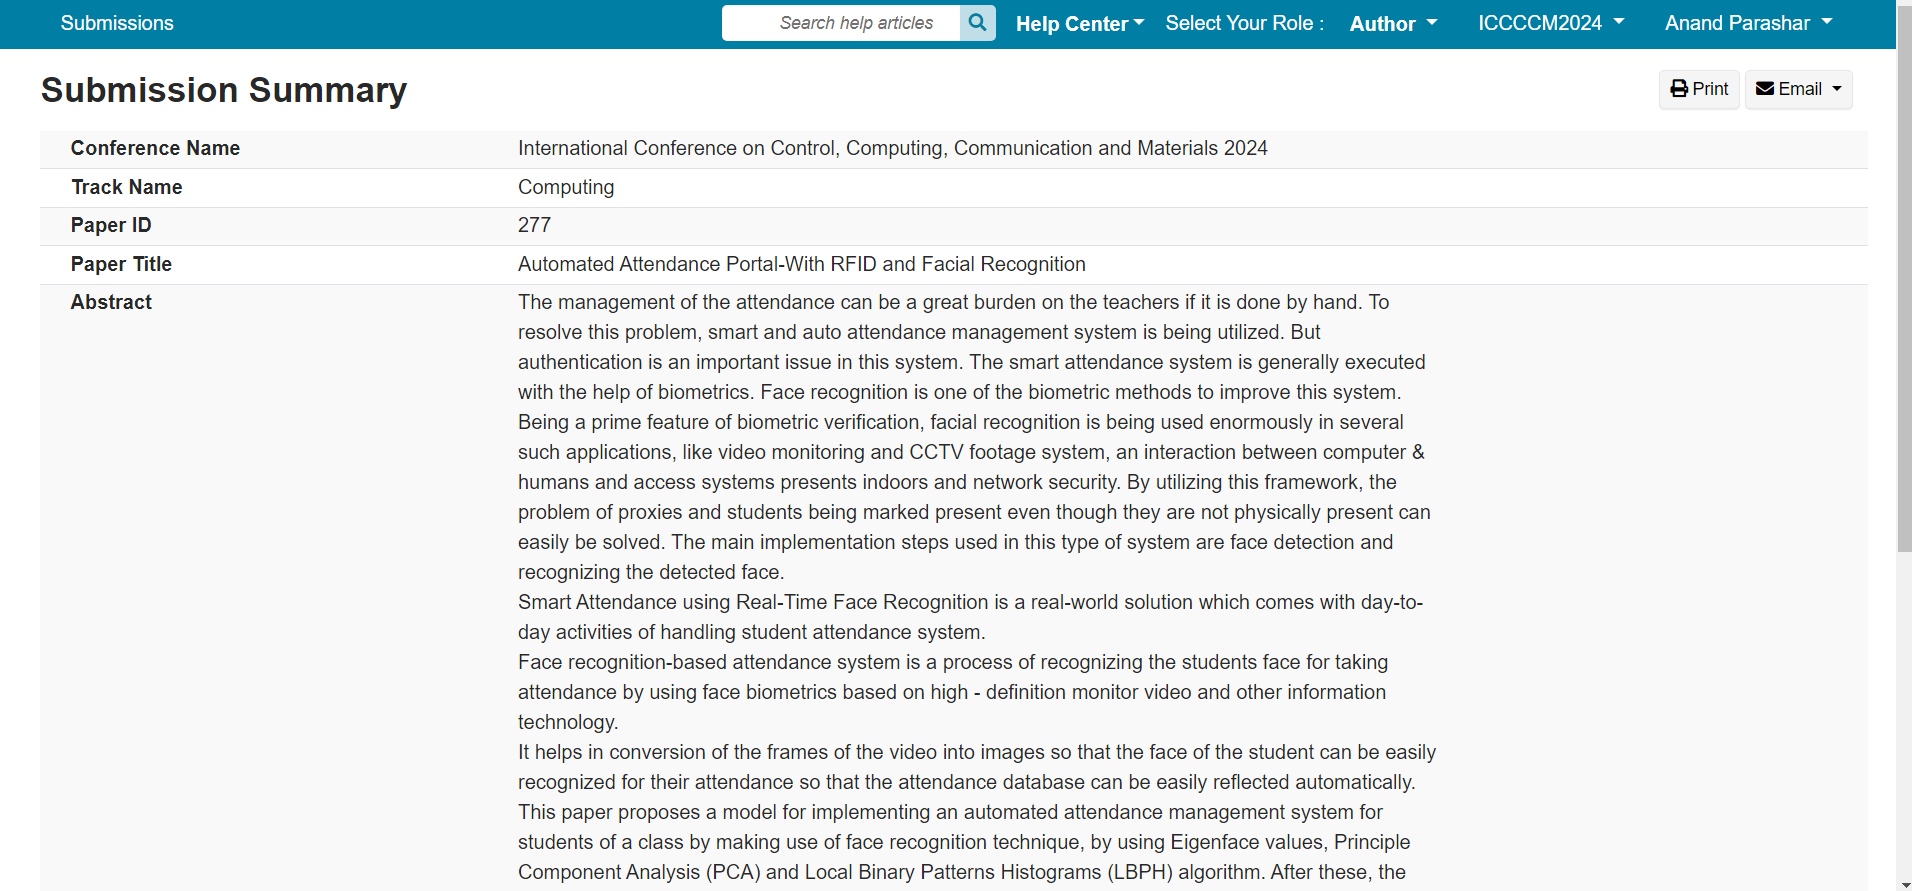 Submissions
Search help articles
Help Center
Select Your Role :
Author
ICCCCM2024
Anand Parashar
Submission Summary
Print
Email
Conference Name
International Conference on Control, Computing, Communication and Materials 2024
Track Name
Computing
Paper ID
277
Paper Title
Automated Attendance Portal-With RFID and Facial Recognition
Abstract
The management of the attendance can be a great burden on the teachers if it is done by hand. To
resolve this problem, smart and auto attendance management system is being utilized. But
authentication is an important issue in this system. The smart attendance system is generally executed
with the help of biometrics. Face recognition is one of the biometric methods to improve this system.
Being a prime feature of biometric verification, facial recognition is being used enormously in several
such applications, like video monitoring and CCTV footage system, an interaction between computer &
humans and access systems presents indoors and network security. By utilizing this framework, the
problem of proxies and students being marked present even though they are not physically present can
easily be solved. The main implementation steps used in this type of system are face detection and
recognizing the detected face.
Smart Attendance using Real-Time Face Recognition is a real-world solution which comes with day-to-
day activities of handling student attendance system.
Face recognition-based attendance system is a process of recognizing the students face for taking
attendance by using face biometrics based on high - definition monitor video and other information
technology.
It helps in conversion of the frames of the video into images so that the face of the student can be easily
recognized for their attendance so that the attendance database can be easily reflected automatically.
This paper proposes a model for implementing an automated attendance management system for
students of a class by making use of face recognition technique, by using Eigenface values, Principle
Component Analysis (PCA) and Local Binary Patterns Histograms (LBPH) algorithm. After these, the